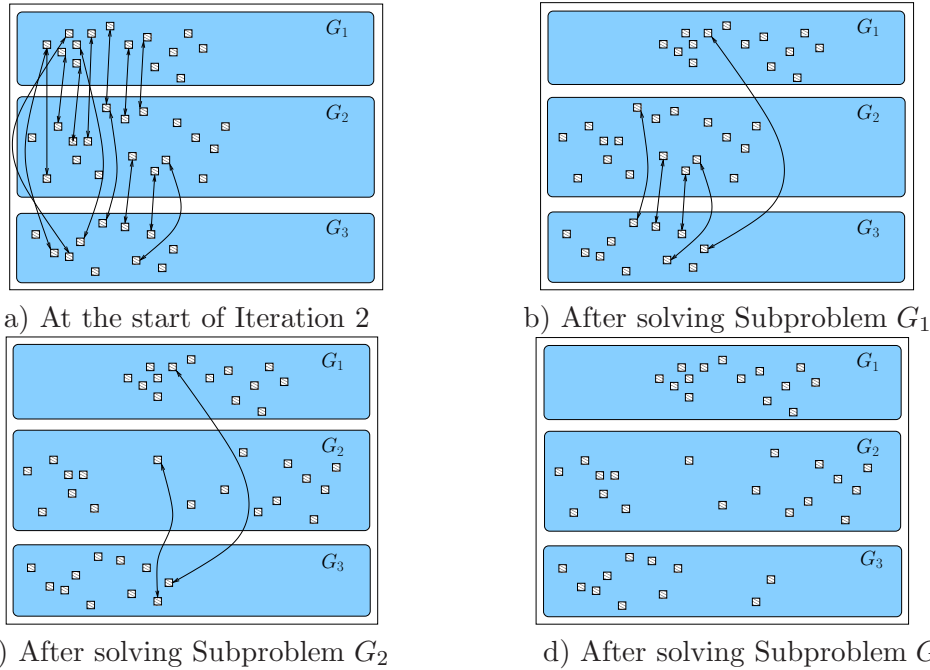 G₁
G₂
G₃
a) At the start of Iteration 2
G₁
G₂
G₃
b) After solving Subproblem G₁
G₁
G₂
G₃
) After solving Subproblem G₂
G₁
G₂
G₃
d) After solving Subproblem G